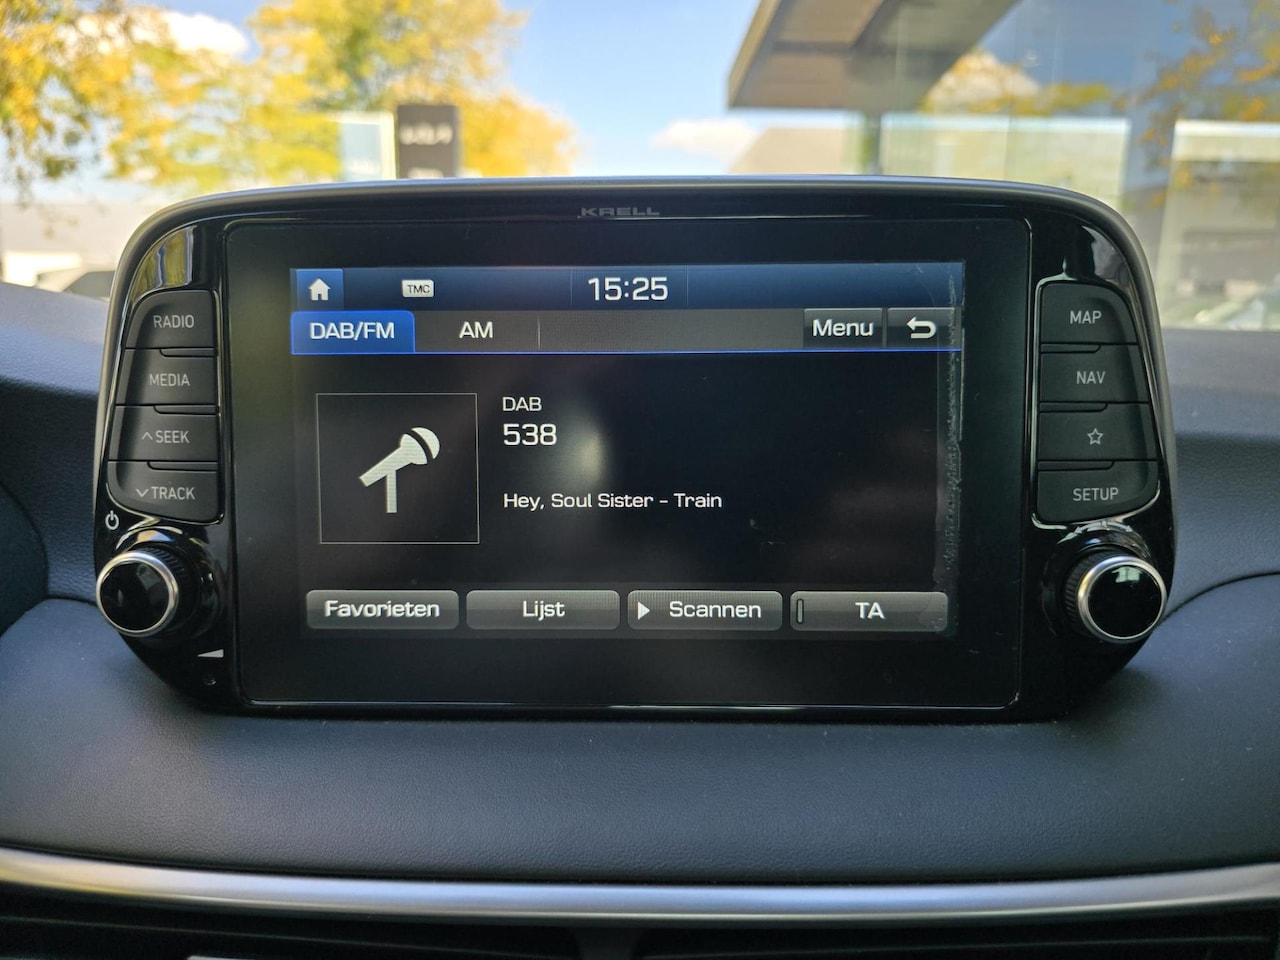 KRELL
TMC
15:25
DAB/FM
AM
Menu
DAB
538
Hey, Soul Sister - Train
Favorieten
Lijst
Scannen
TA
RADIO
MEDIA
SEEK
TRACK
MAP
NAV
SETUP